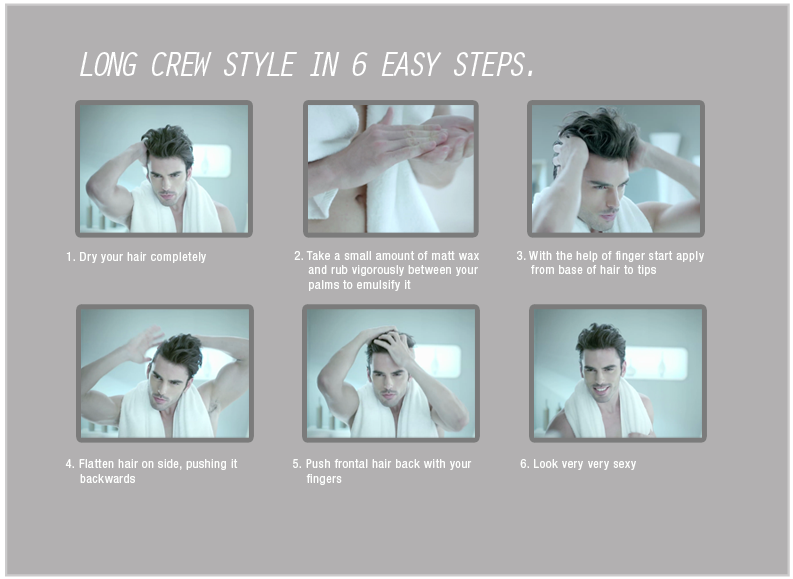 LONG CREW STYLE IN 6 EASY STEPS.
1. Dry your hair completely
2. Take a small amount of matt wax
and rub vigorously between your
palms to emulsify it
3. With the help of finger start apply
from base of hair to tips
4. Flatten hair on side, pushing it
backwards
5. Push frontal hair back with your
fingers
6. Look very very sexy